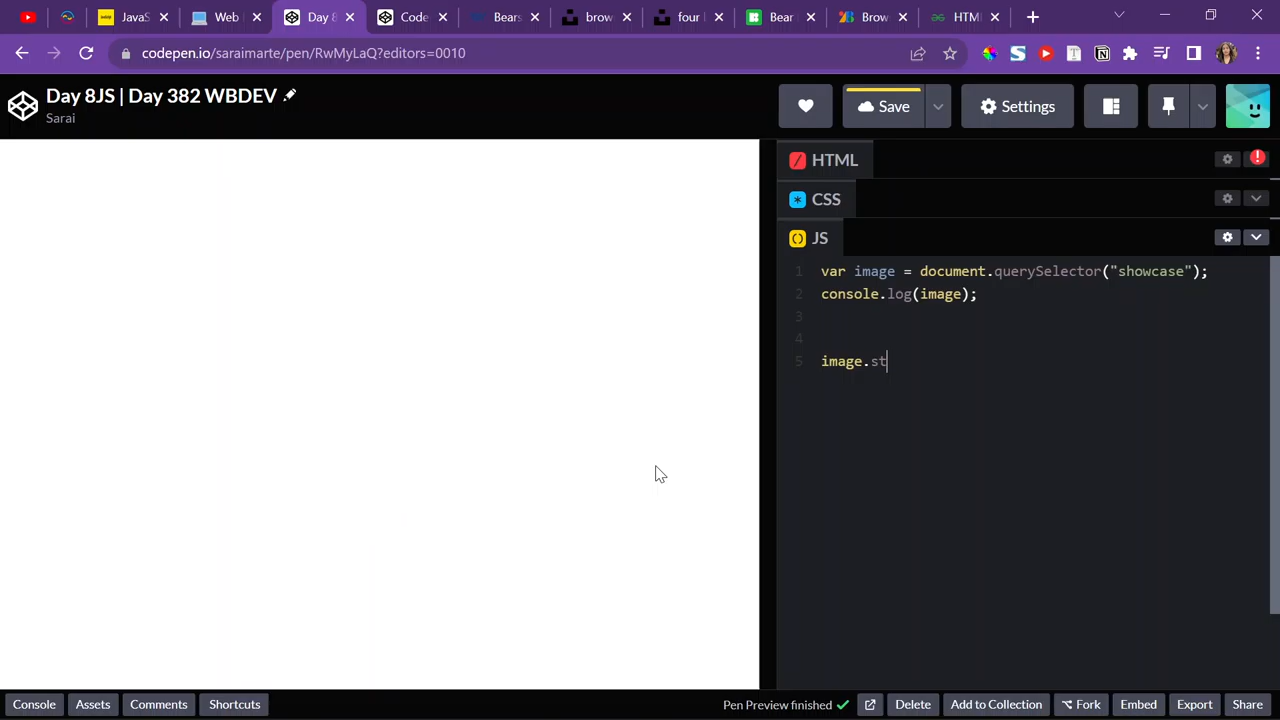 JavaS
Web
Day 8
Code
Bears
brow
four
Bear
Brow
HTM
codepen.io/saraimarte/pen/RwMyLaQ?editors=0010
Day 8JS | Day 382 WBDEV
Sarai
Save
Settings
HTML
CSS
JS
1 var image = document.querySelector("showcase");
2 console.log(image);
3
4
5 image.st
Console Assets Comments Shortcuts Pen Preview finished Delete Add to Collection Fork Embed Export Share